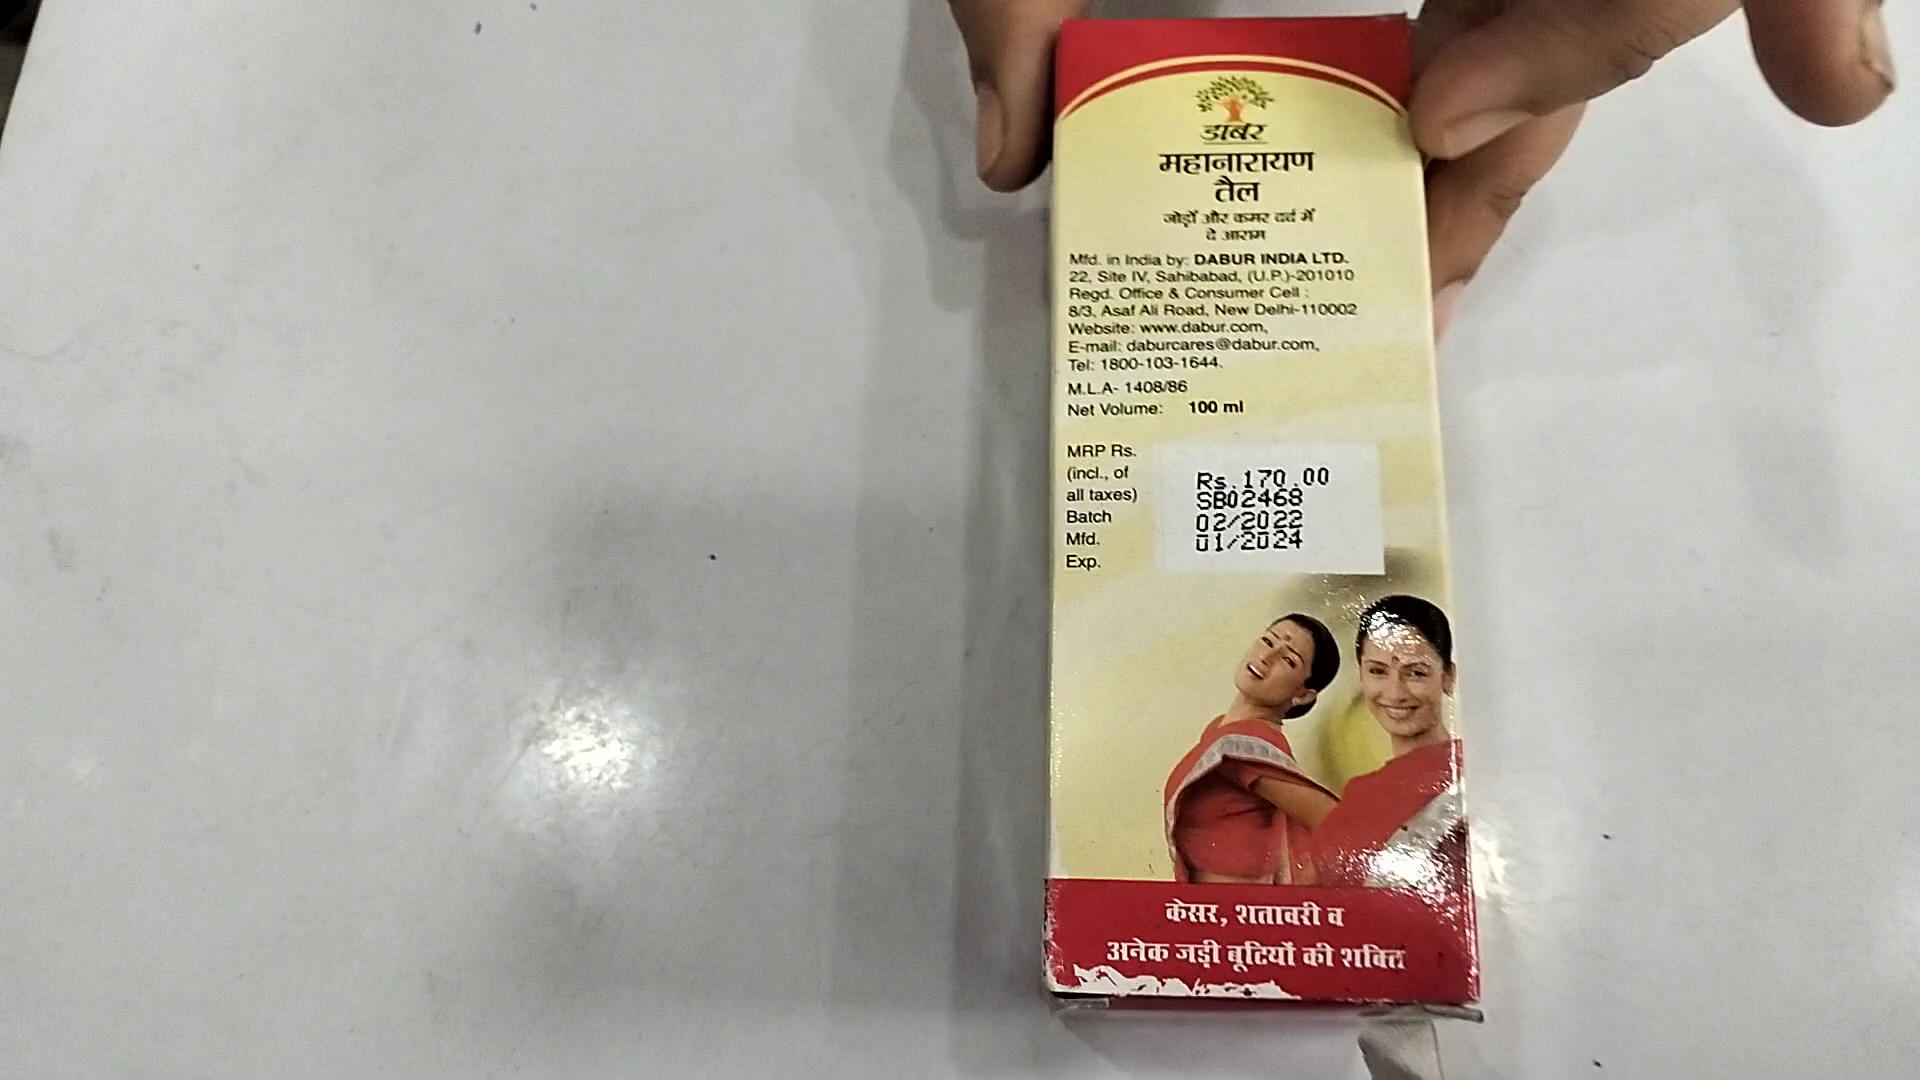 डाबर
महानारायण
तैल
जोड़ों और कमर दर्द में
दे आराम
Mfd. in India by: DABUR INDIA LTD.
22, Site IV, Sahibabad, (U.P.)-201010
Regd. Office & Consumer Cell :
8/3, Asaf Ali Road, New Delhi-110002
Website: www.dabur.com,
E-mail: daburcares@dabur.com,
Tel: 1800-103-1644.
M.L.A- 1408/86
Net Volume: 100 ml
MRP Rs.
(incl., of
all taxes)
Batch
Mfd.
Exp.
Rs.170.00
SB02468
02/2022
01/2024
केसर, शतावरी व
अनेक जड़ी बूटियों की शक्ति